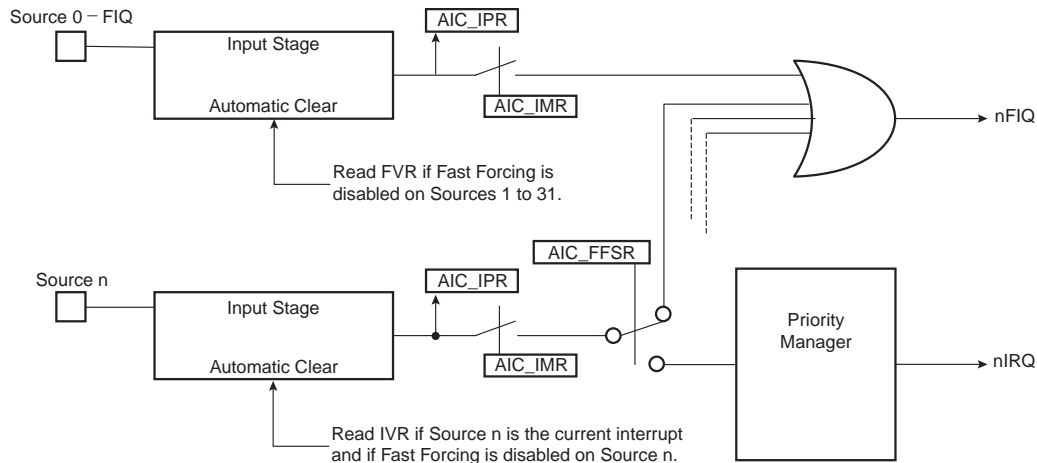 Source 0 – FIQ
AIC_IPR
Input Stage
Automatic Clear
AIC_IMR
nFIQ
Read FVR if Fast Forcing is
disabled on Sources 1 to 31.
AIC_FFSR
Source n
AIC_IPR
Input Stage
Priority
Manager
Automatic Clear
AIC_IMR
nIRQ
Read IVR if Source n is the current interrupt
and if Fast Forcing is disabled on Source n.